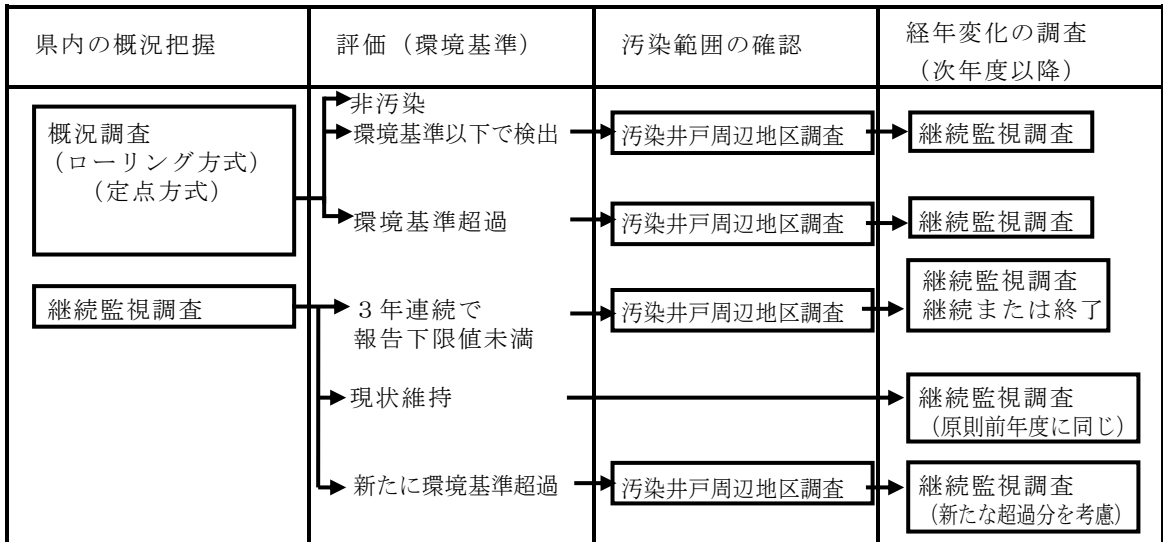 県内の概況把握
評価（環境基準）
汚染範囲の確認
経年変化の調査
（次年度以降）
概況調査
（ローリング方式）
（定点方式）
非汚染
環境基準以下で検出
汚染井戸周辺地区調査
継続監視調査
環境基準超過
汚染井戸周辺地区調査
継続監視調査
継続監視調査
３年連続で
報告下限値未満
汚染井戸周辺地区調査
継続監視調査
継続または終了
現状維持
継続監視調査
（原則前年度に同じ）
新たに環境基準超過
汚染井戸周辺地区調査
継続監視調査
（新たな超過分を考慮）